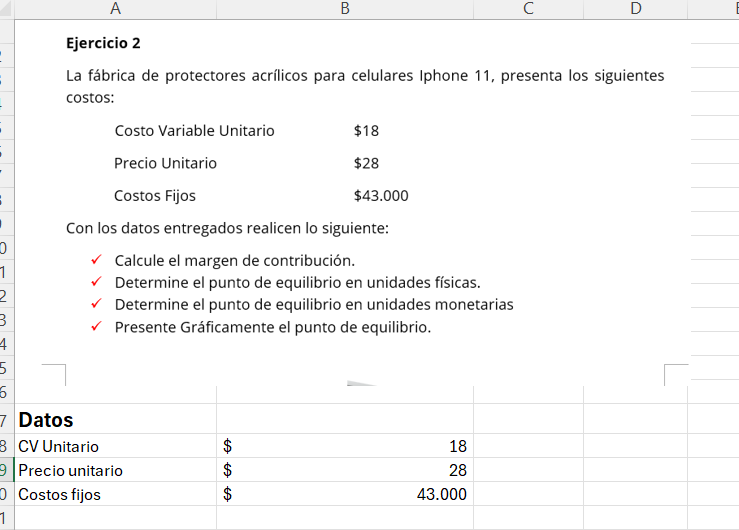 A B C D
Ejercicio 2
La fábrica de protectores acrílicos para celulares Iphone 11, presenta los siguientes
costos:
Costo Variable Unitario $18
Precio Unitario $28
Costos Fijos $43.000
Con los datos entregados realicen lo siguiente:
✓ Calcule el margen de contribución.
✓ Determine el punto de equilibrio en unidades físicas.
✓ Determine el punto de equilibrio en unidades monetarias
✓ Presente Gráficamente el punto de equilibrio.
Datos
CV Unitario $ 18
Precio unitario $ 28
Costos fijos $ 43.000